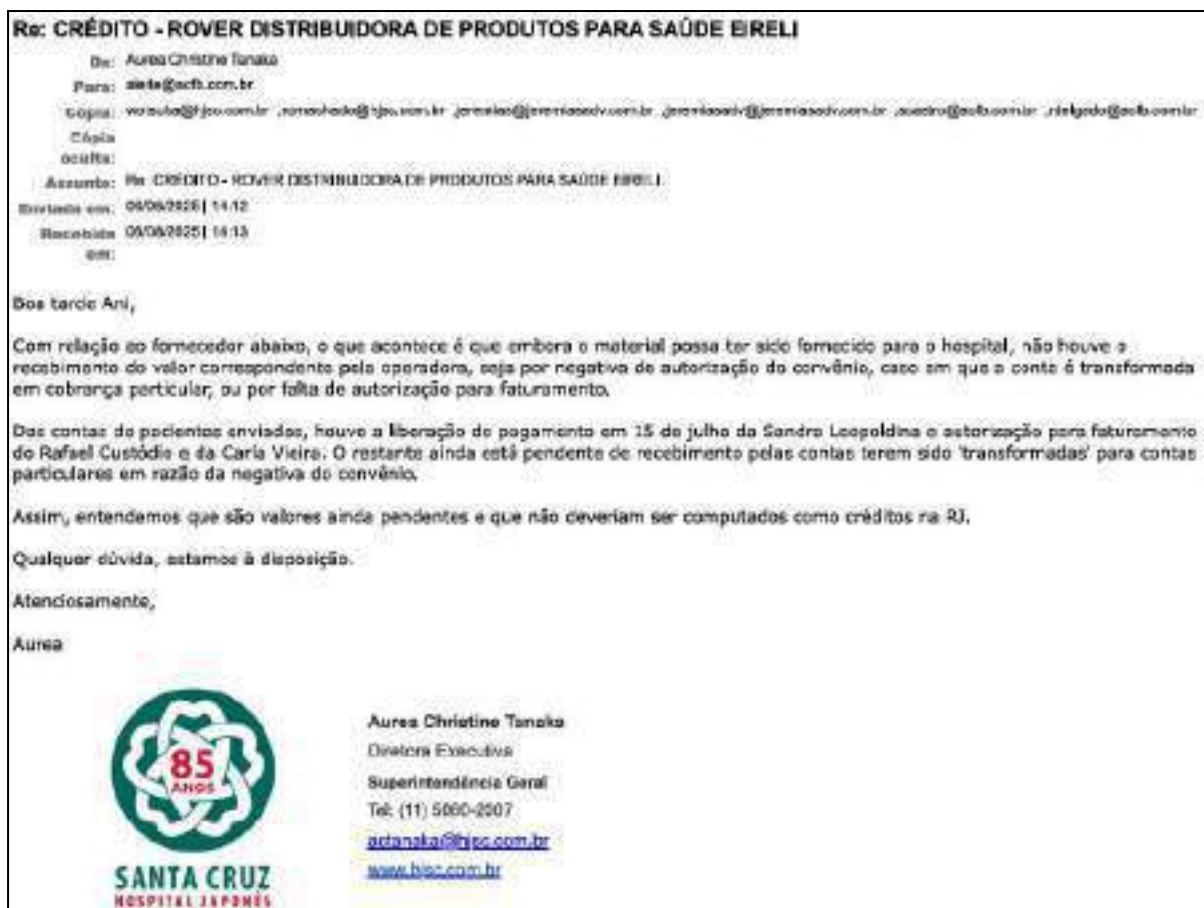 Re: CRÉDITO - ROVER DISTRIBUIDORA DE PRODUTOS PARA SAÚDE EIRELI
De: Aurea Christine Tanaka
Para:
Cópia:
Cópia
oculta:
Assunto: Re: CRÉDITO - ROVER DISTRIBUIDORA DE PRODUTOS PARA SAÚDE EIRELI
Enviado em: | 14:12
Recebido
em:
Boa tarde Ani,
Com relação ao fornecedor abaixo, o que acontece é que embora o material possa ter sido fornecido para o hospital, não houve o
recebimento do valor correspondente pela operadora, seja por negativa de autorização do convênio, caso em que a conta é transformada
em cobrança particular, ou por falta de autorização para faturamento.
Das contas de pacientes enviadas, houve a liberação de pagamento em 15 de julho da Sandra Leopoldina e autorização para faturamento
do Rafael Custódio e da Carla Vieira. O restante ainda está pendente de recebimento pelas contas terem sido 'transformadas' para contas
particulares em razão da negativa do convênio.
Assim, entendemos que são valores ainda pendentes e que não deveriam ser computados como créditos na RJ.
Qualquer dúvida, estamos à disposição.
Atenciosamente,
Aurea
85
ANOS
SANTA CRUZ
HOSPITAL JAPONÊS
Aurea Christine Tanaka
Diretora Executiva
Superintendência Geral
Tel: (11) 5080-2007
actanaka@hjsc.com.br
www.hjsc.com.br